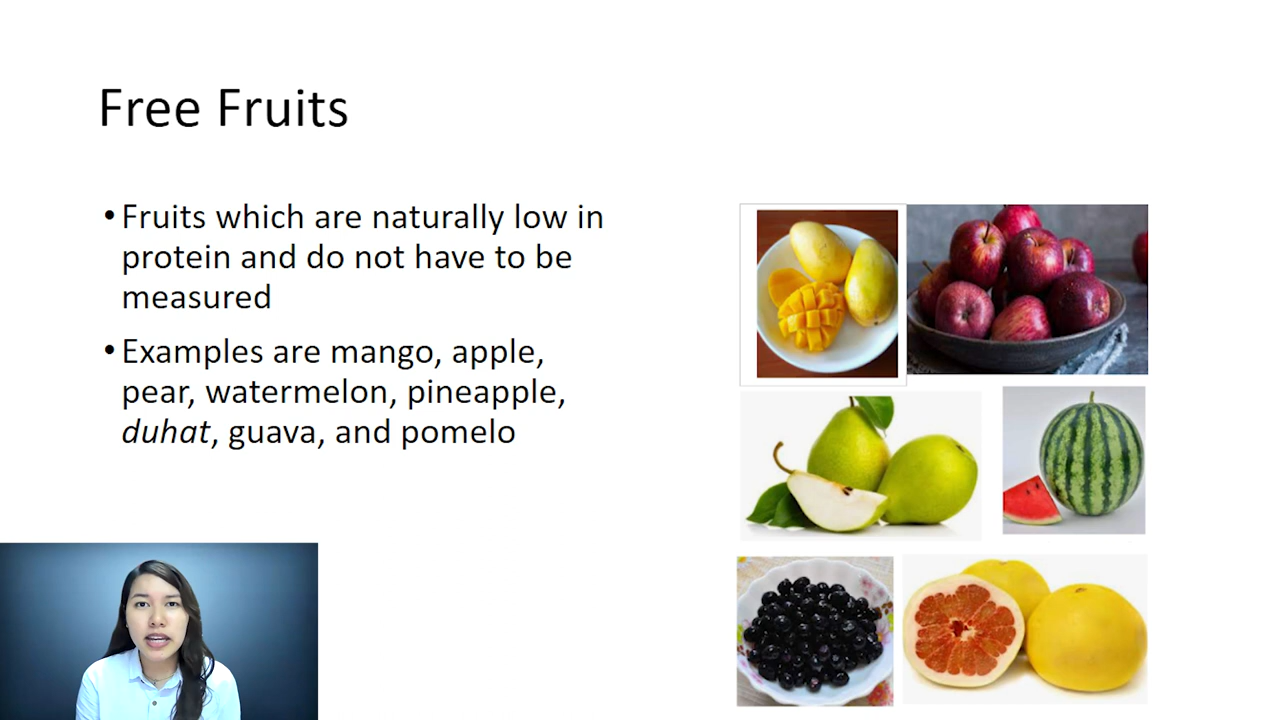 Free Fruits
• Fruits which are naturally low in
protein and do not have to be
measured
• Examples are mango, apple,
pear, watermelon, pineapple,
duhat, guava, and pomelo